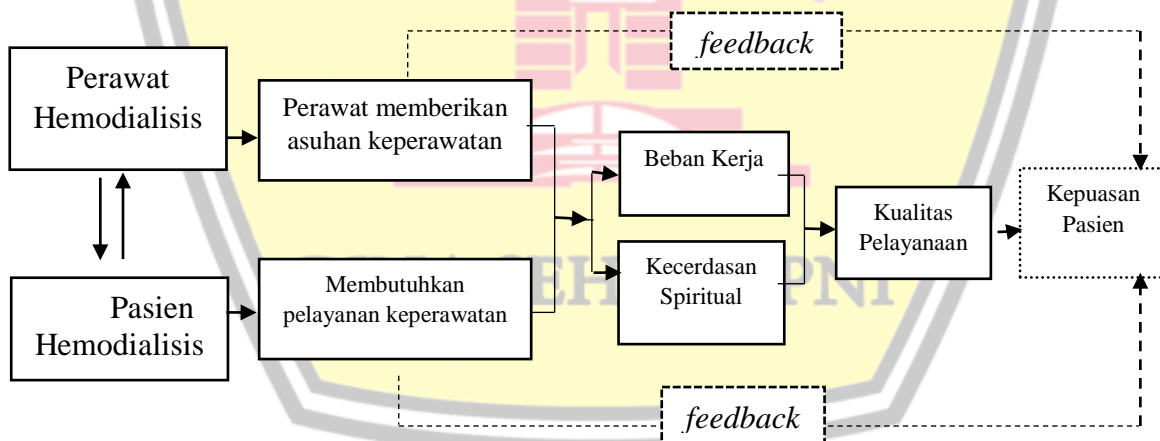 feedback
Perawat
Hemodialisis
Perawat memberikan
asuhan keperawatan
Beban Kerja
Kepuasan
Pasien
Kualitas
Pelayanaan
Kecerdasan
Spiritual
Membutuhkan
pelayanan keperawatan
Pasien
Hemodialisis
PNI
feedback